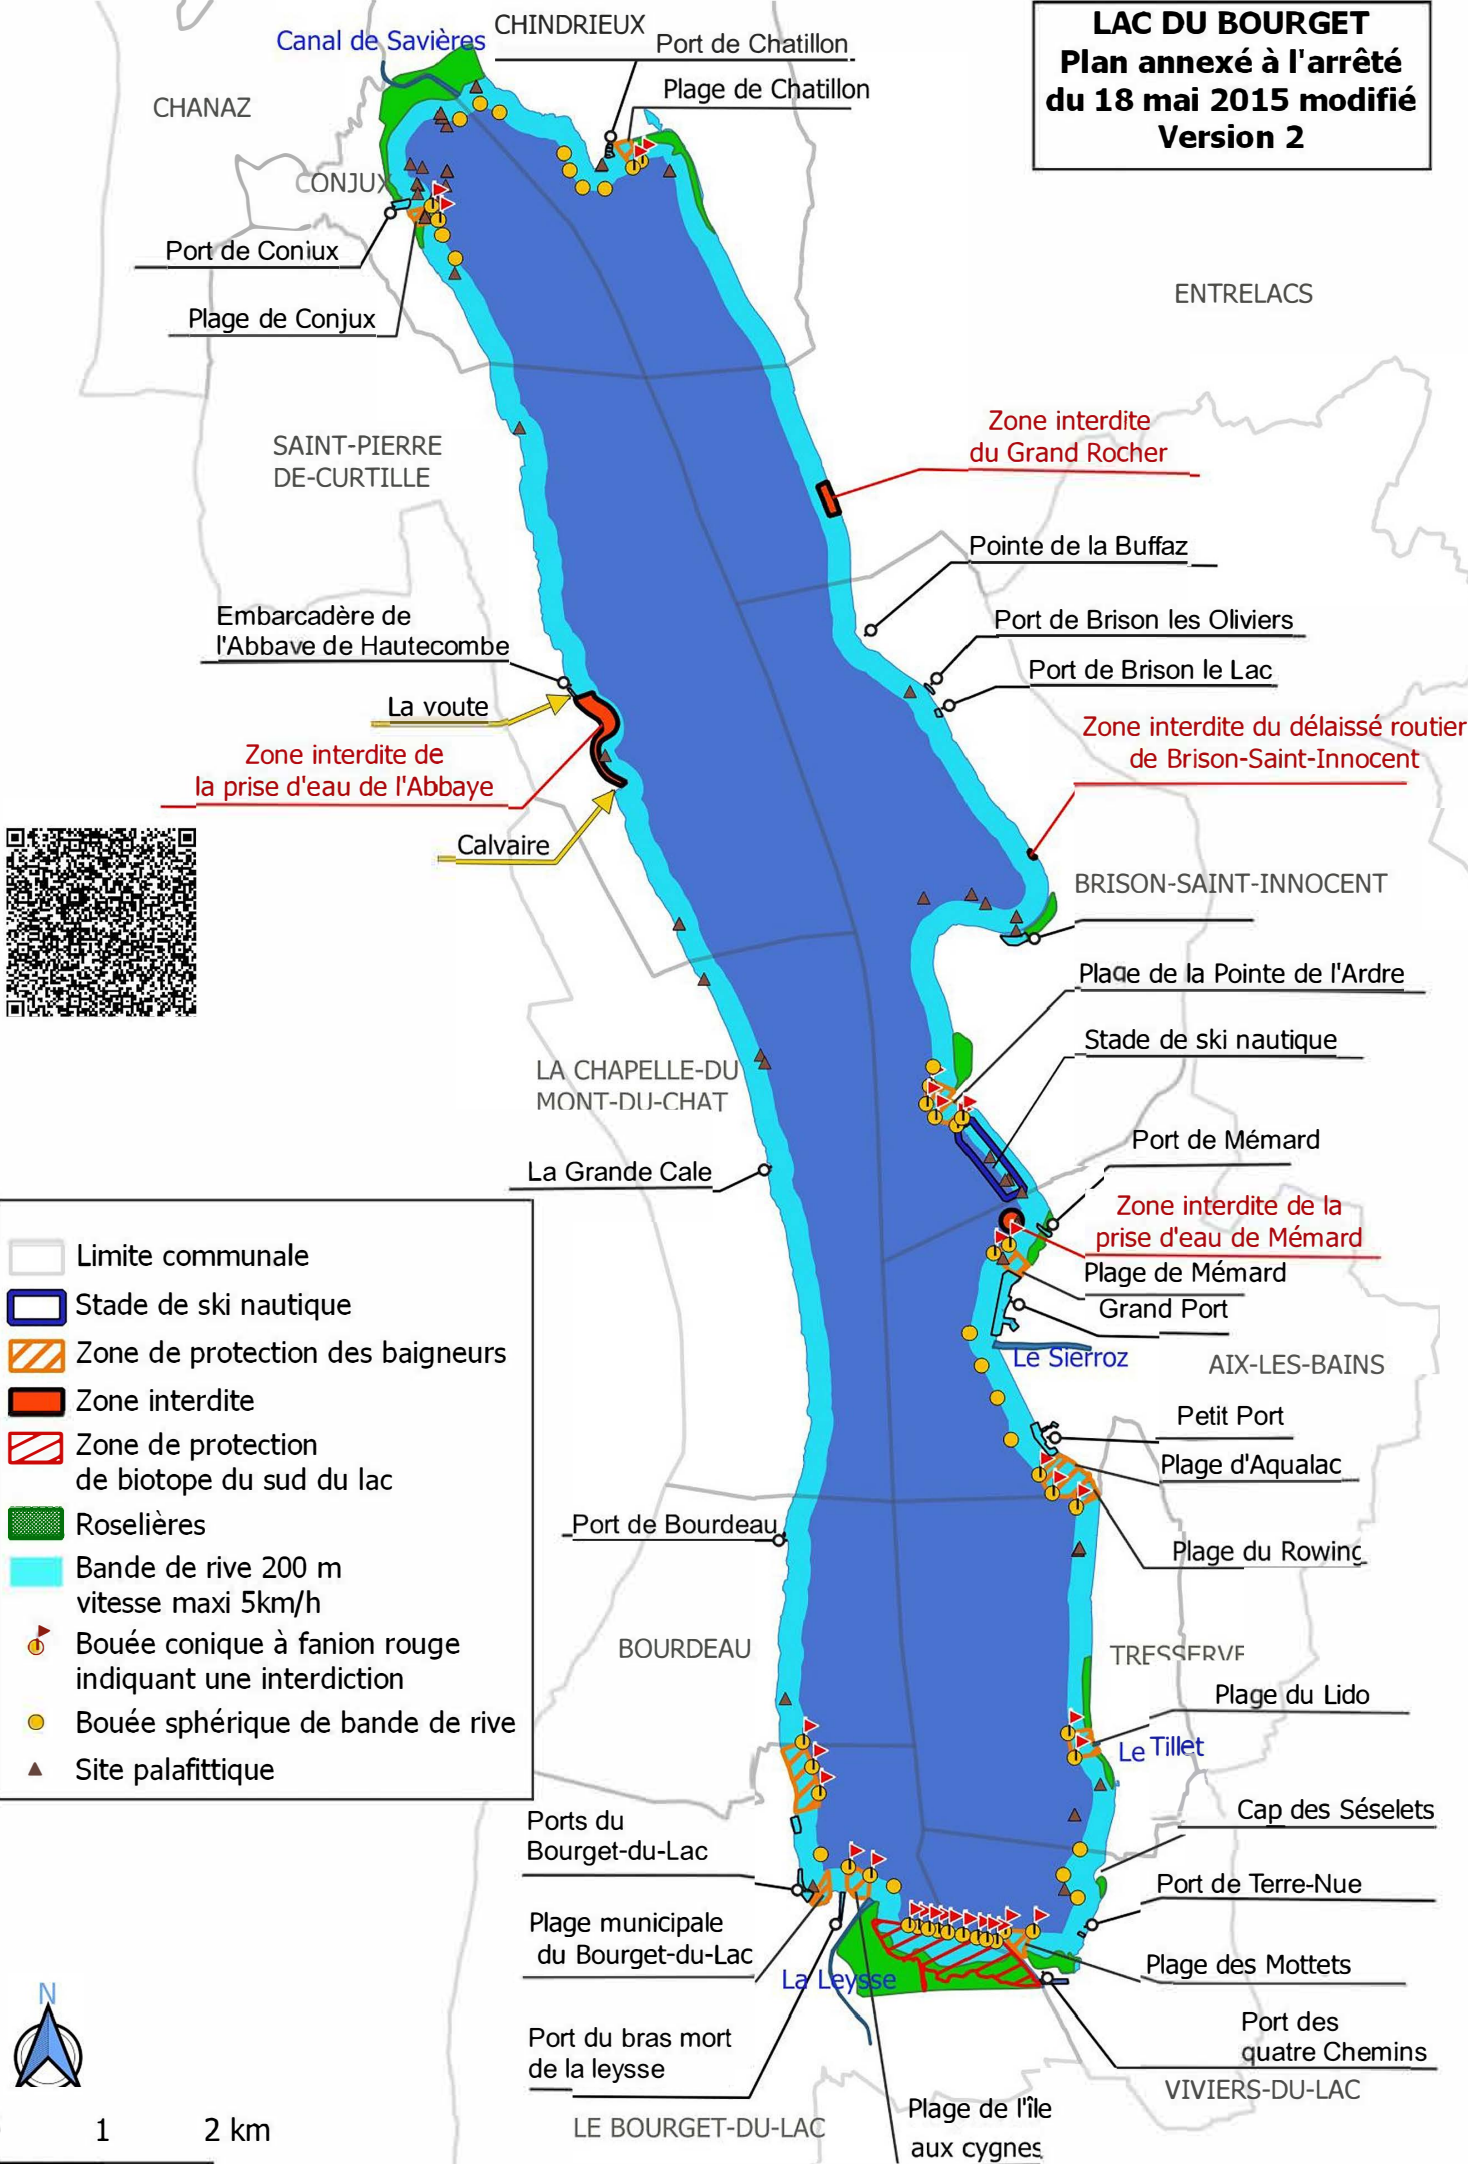 LAC DU BOURGET
Plan annexé à l'arrêté
du 18 mai 2015 modifié
Version 2
Canal de Savières
CHINDRIEUX
Port de Chatillon
Plage de Chatillon
CHANAZ
CONJUX
Port de Coniux
Plage de Conjux
ENTRELACS
SAINT-PIERRE
DE-CURTILLE
Zone interdite
du Grand Rocher
Pointe de la Buffaz
Embarcadère de
l'Abbave de Hautecombe
Port de Brison les Oliviers
Port de Brison le Lac
La voute
Zone interdite de
la prise d'eau de l'Abbaye
Zone interdite du délaissé routier
de Brison-Saint-Innocent
Calvaire
BRISON-SAINT-INNOCENT
Plage de la Pointe de l'Ardre
Stade de ski nautique
LA CHAPELLE-DU
MONT-DU-CHAT
Port de Mémard
La Grande Cale
Zone interdite de la
prise d'eau de Mémard
Plage de Mémard
Grand Port
Le Sierroz
AIX-LES-BAINS
Limite communale
Stade de ski nautique
Zone de protection des baigneurs
Zone interdite
Zone de protection
de biotope du sud du lac
Roselières
Bande de rive 200 m
vitesse maxi 5km/h
Bouée conique à fanion rouge
indiquant une interdiction
Bouée sphérique de bande de rive
Site palafittique
Petit Port
Plage d'Aqualac
Port de Bourdeau
Plage du Rowing
BOURDEAU
TRESSERVE
Plage du Lido
Le Tillet
Ports du
Bourget-du-Lac
Cap des Séselets
Port de Terre-Nue
Plage municipale
du Bourget-du-Lac
La Leysse
Plage des Mottets
N
Port du bras mort
de la leysse
Port des
quatre Chemins
VIVIERS-DU-LAC
LE BOURGET-DU-LAC
Plage de l'île
aux cygnes
1 2 km